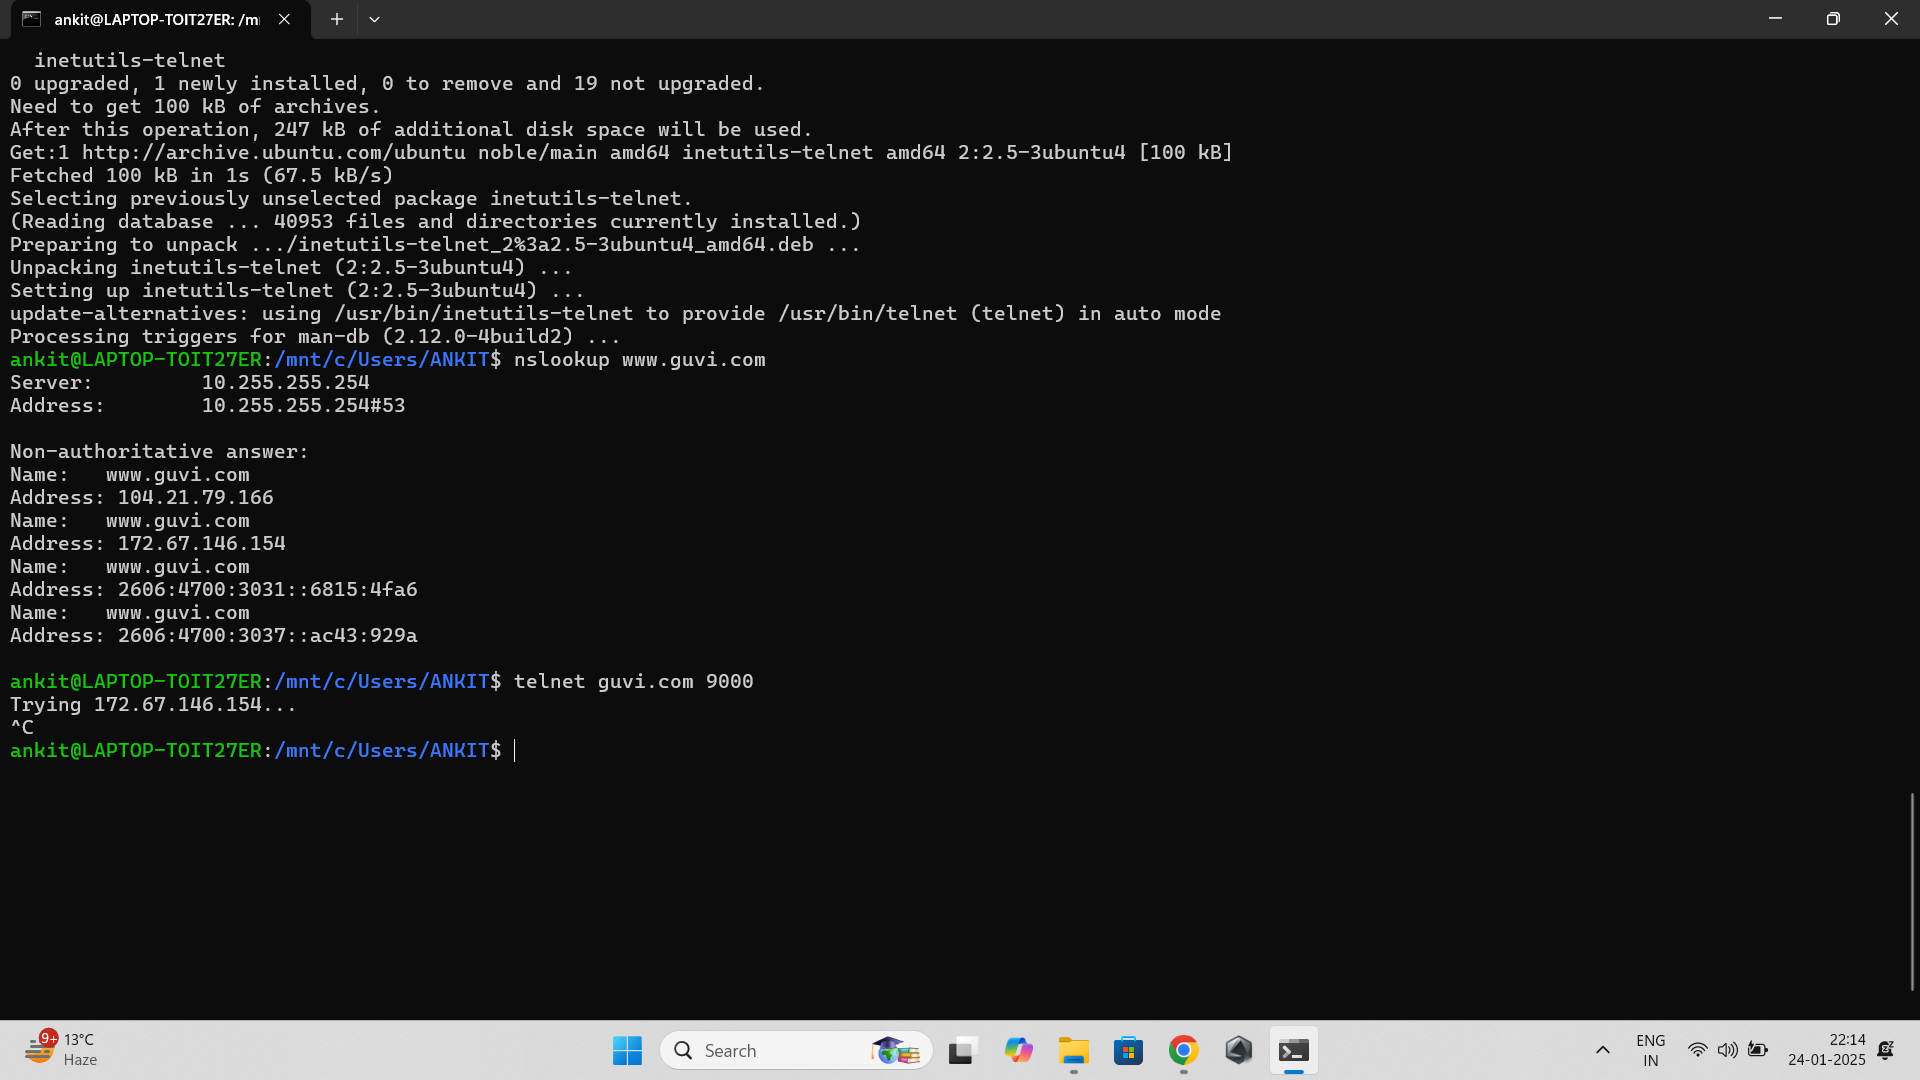 ankit@LAPTOP-TOIT27ER: /m
inetutils-telnet
0 upgraded, 1 newly installed, 0 to remove and 19 not upgraded.
Need to get 100 kB of archives.
After this operation, 247 kB of additional disk space will be used.
Get:1 http://archive.ubuntu.com/ubuntu noble/main amd64 inetutils-telnet amd64 2:2.5-3ubuntu4 [100 kB]
Fetched 100 kB in 1s (67.5 kB/s)
Selecting previously unselected package inetutils-telnet.
(Reading database ... 40953 files and directories currently installed.)
Preparing to unpack .../inetutils-telnet_2%3a2.5-3ubuntu4_amd64.deb ...
Unpacking inetutils-telnet (2:2.5-3ubuntu4) ...
Setting up inetutils-telnet (2:2.5-3ubuntu4) ...
update-alternatives: using /usr/bin/inetutils-telnet to provide /usr/bin/telnet (telnet) in auto mode
Processing triggers for man-db (2.12.0-4build2) ...
ankit@LAPTOP-TOIT27ER:/mnt/c/Users/ANKIT$ nslookup www.guvi.com
Server:		10.255.255.254
Address:	10.255.255.254#53

Non-authoritative answer:
Name:	www.guvi.com
Address: 104.21.79.166
Name:	www.guvi.com
Address: 172.67.146.154
Name:	www.guvi.com
Address: 2606:4700:3031::6815:4fa6
Name:	www.guvi.com
Address: 2606:4700:3037::ac43:929a

ankit@LAPTOP-TOIT27ER:/mnt/c/Users/ANKIT$ telnet guvi.com 9000
Trying 172.67.146.154...
^C
ankit@LAPTOP-TOIT27ER:/mnt/c/Users/ANKIT$
9+
13°C
Haze
Search
ENG
IN
22:14
24-01-2025